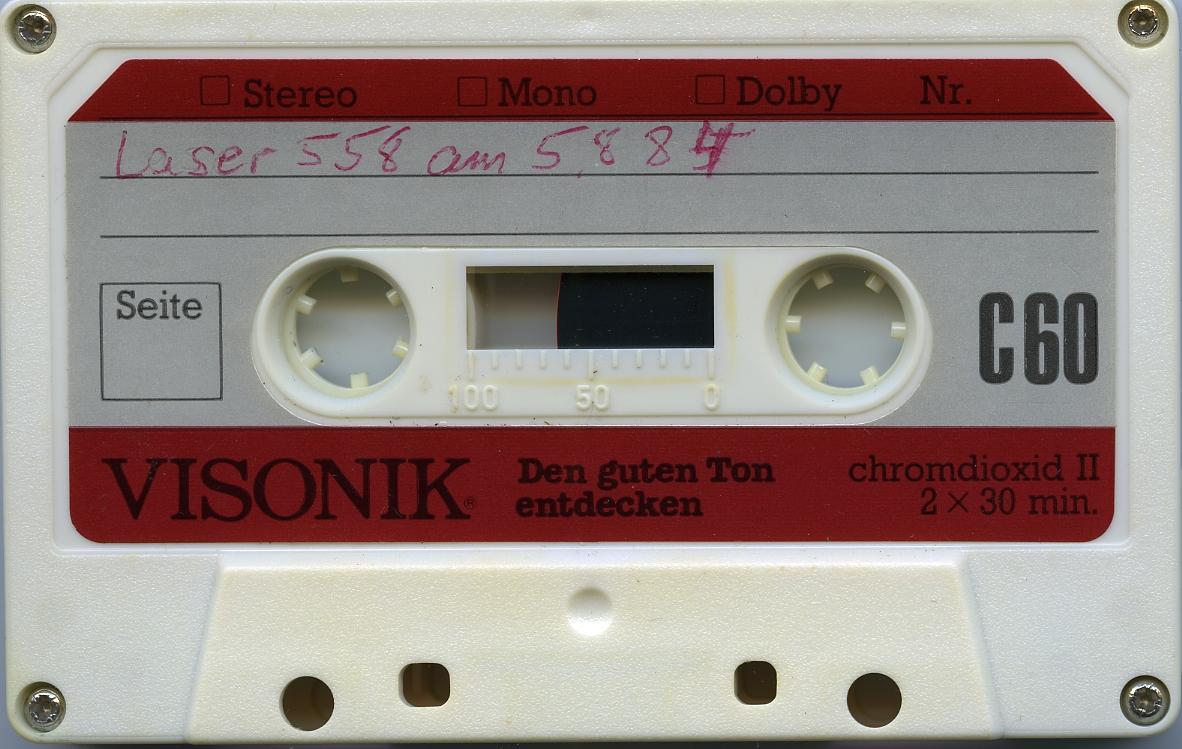 Stereo Mono Dolby Nr.
Laser 558 am 5.8 84
Seite
C60
100 50 0
VISONIK®
Den guten Ton
entdecken
chromdioxid II
2 × 30 min.